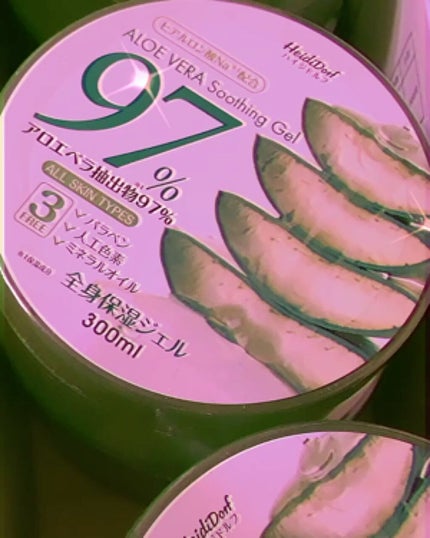 ヒアルロン酸Na*¹配合
HeidiDorf
ハイジドルフ
ALOE VERA Soothing Gel
97%
アロエベラ抽出物97%
ALL SKIN TYPES
3
FREE
パラベン
人工色素
ミネラルオイル
全身保湿ジェル
300ml
HeidiDorf